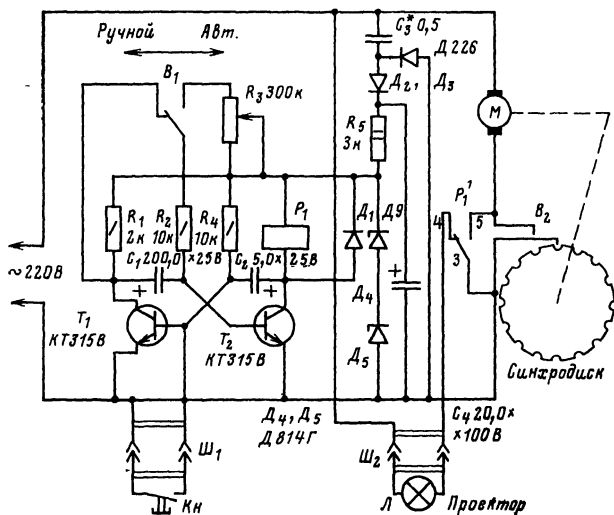 Ручной Авт.
В₁
R₃ 300к
C₃* 0,5
Д 226
Д₂,
Д₃
R₅
3к
М
R₁
2к
R₂
10к
R₄
10к
Р₁
Д₁
Д9
Р₁¹
4
5
3
В₂
C₁ 200,0 × 25В
C₂ 5,0 × 25В
+
+
+
~220В
Т₁
КТ315В
Т₂
КТ315В
Д₄
Д₅
Синхродиск
Д₄, Д₅
Д814Г
C₄ 20,0 ×
× 100В
Ш₁
Ш₂
Кн
Л
Проектор